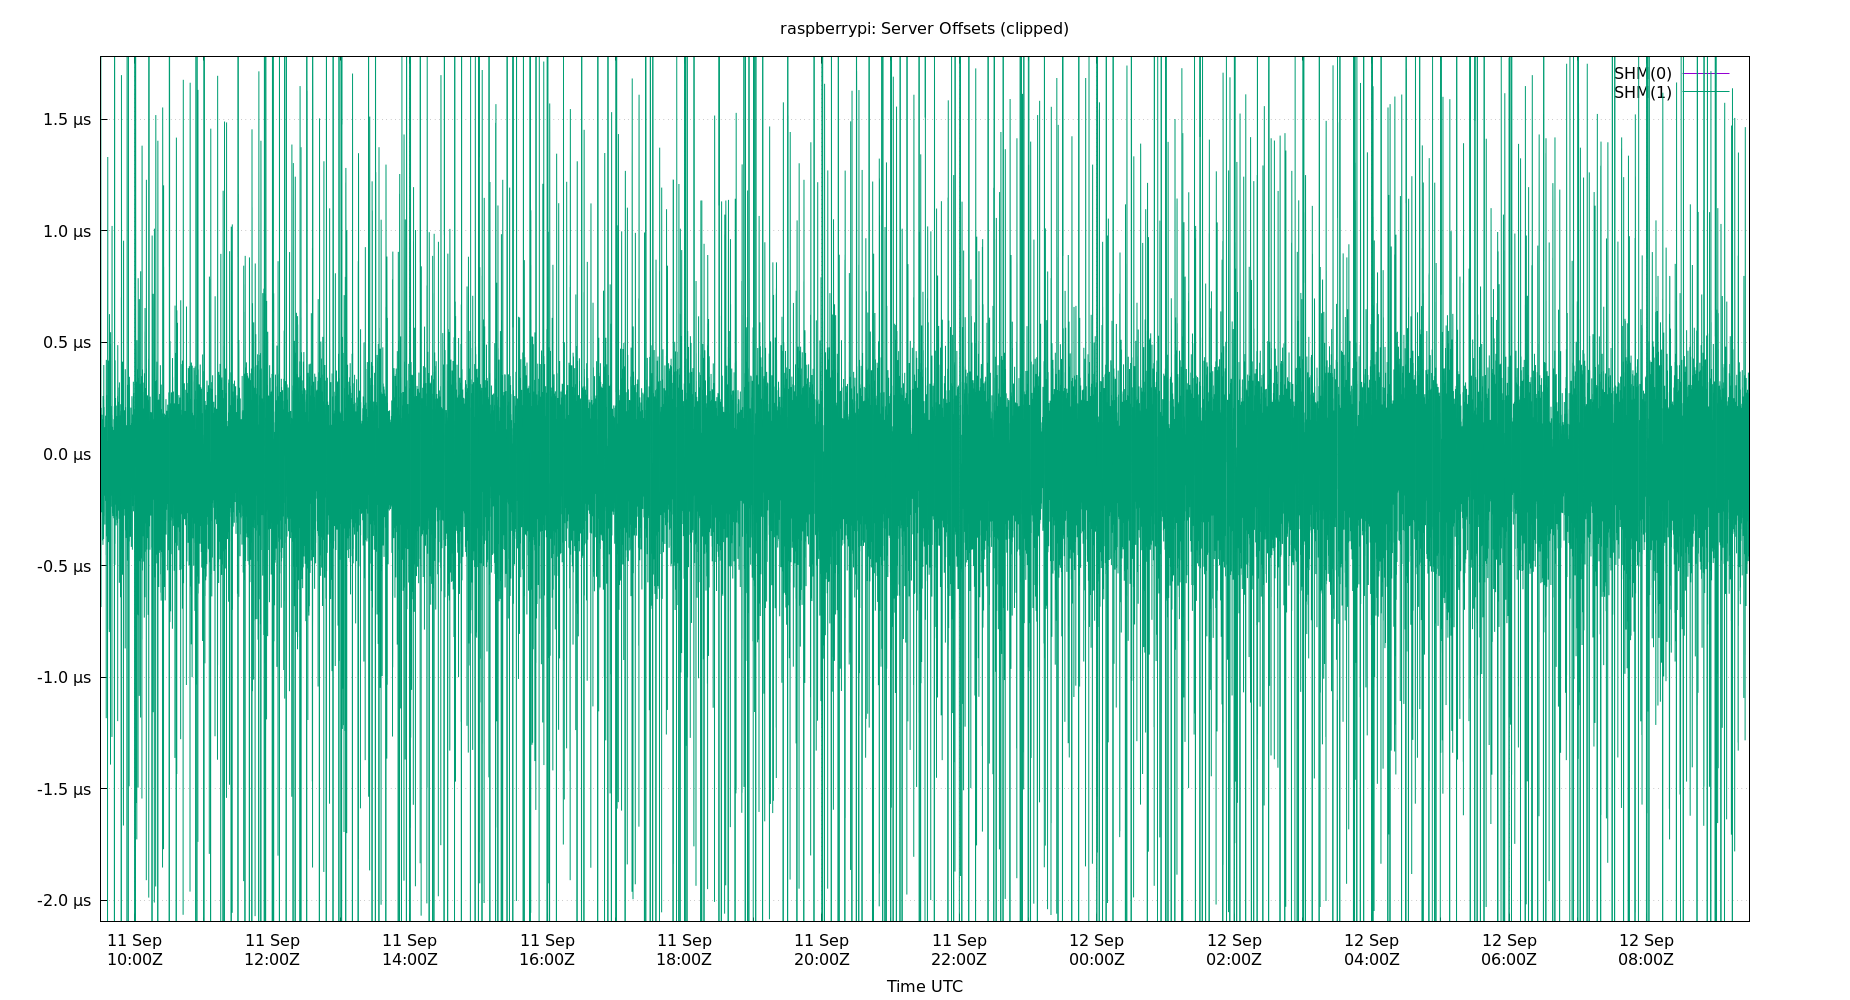 raspberrypi: Server Offsets (clipped)
SHM(0)
SHM(1)
1.5 µs
1.0 µs
0.5 µs
0.0 µs
-0.5 µs
-1.0 µs
-1.5 µs
-2.0 µs
11 Sep 11 Sep 11 Sep 11 Sep 11 Sep 11 Sep 11 Sep 12 Sep 12 Sep 12 Sep 12 Sep 12 Sep
10:00Z 12:00Z 14:00Z 16:00Z 18:00Z 20:00Z 22:00Z 00:00Z 02:00Z 04:00Z 06:00Z 08:00Z
Time UTC